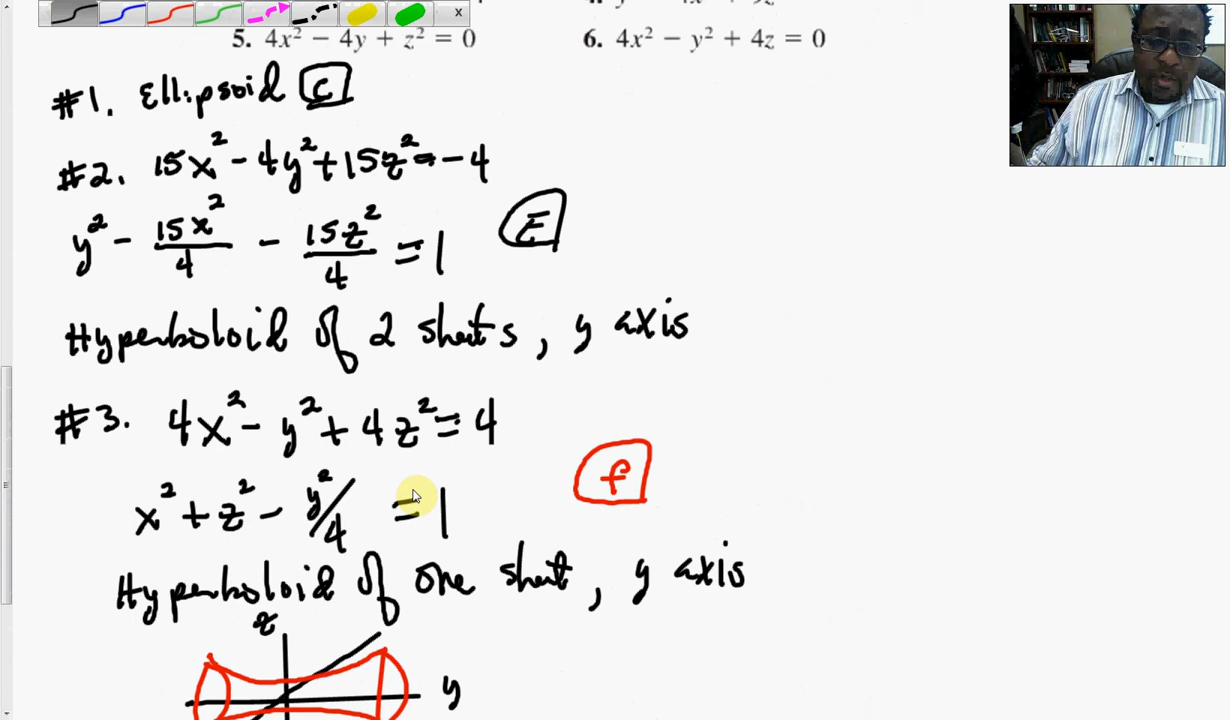 5. 4x² − 4y + z² = 0
6. 4x² − y² + 4z = 0
#1. Ellipsoid C
#2. 15x² - 4y² + 15z² = -4
y² - 15x²/4 - 15z²/4 = 1
E
Hyperboloid of 2 sheets, y axis
#3. 4x² - y² + 4z² = 4
f
x² + z² - y²/4 = 1
Hyperboloid of one sheet, y axis
z
y
x